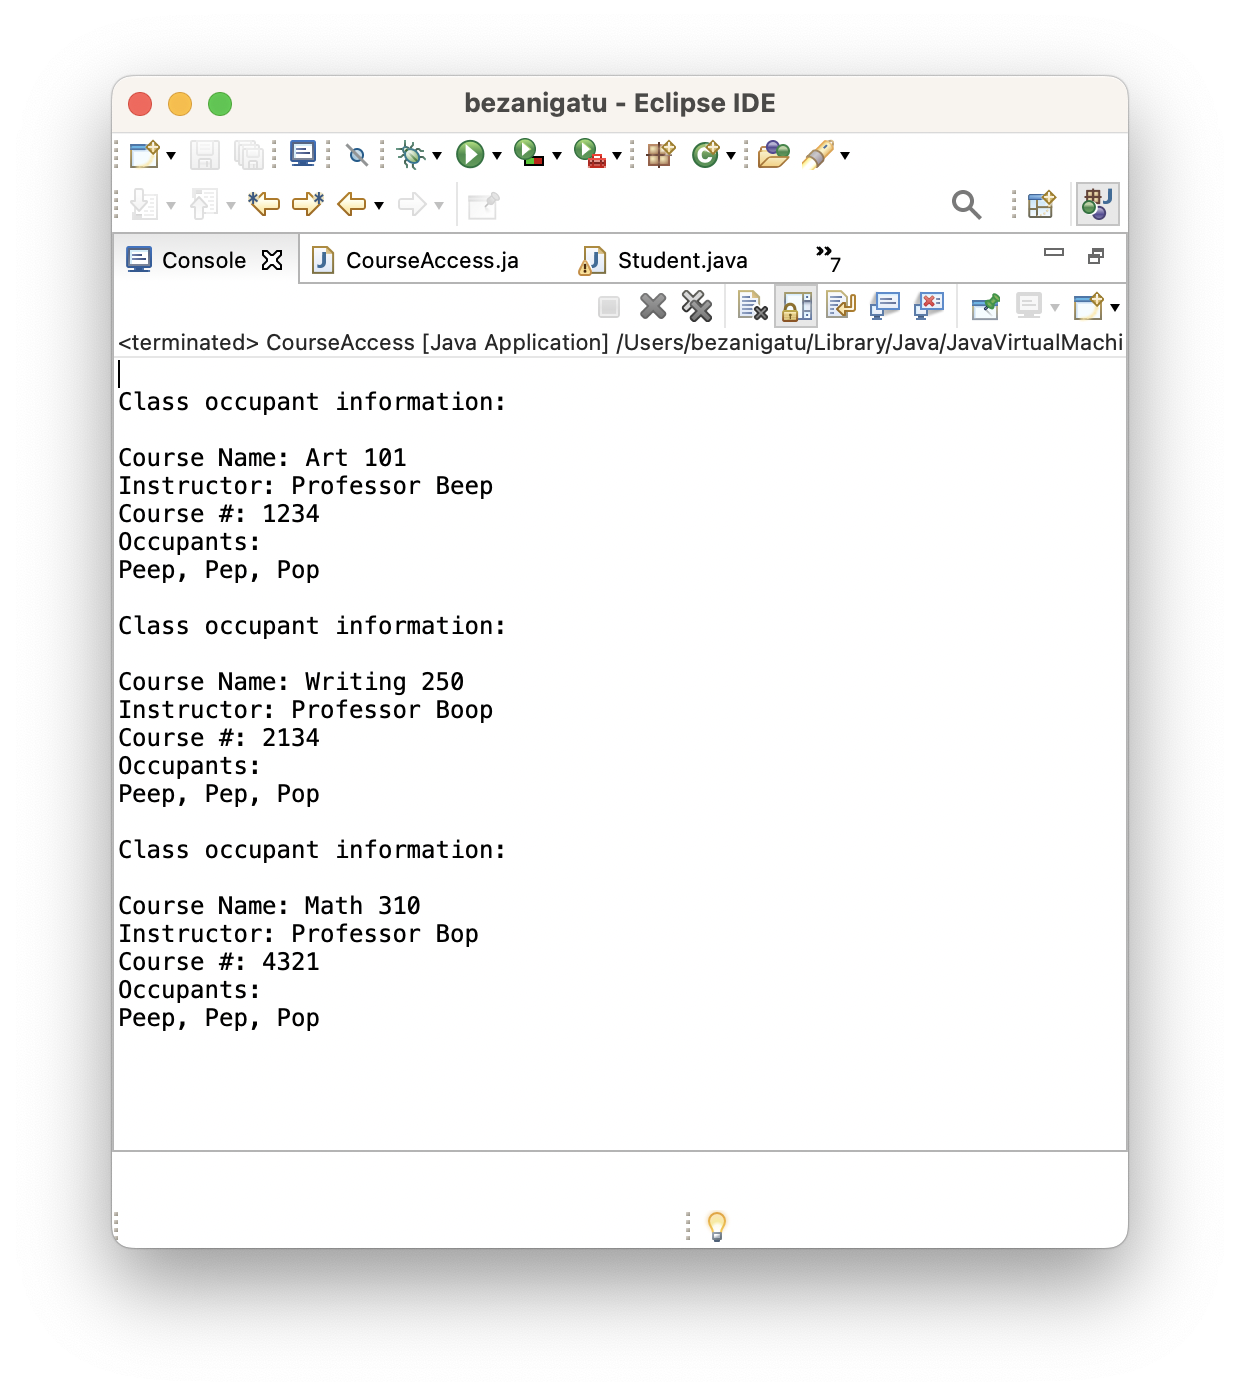 bezanigatu - Eclipse IDE
Console
CourseAccess.ja
Student.java
»7
<terminated> CourseAccess [Java Application] /Users/bezanigatu/Library/Java/JavaVirtualMachi
Class occupant information:
Course Name: Art 101
Instructor: Professor Beep
Course #: 1234
Occupants:
Peep, Pep, Pop
Class occupant information:
Course Name: Writing 250
Instructor: Professor Boop
Course #: 2134
Occupants:
Peep, Pep, Pop
Class occupant information:
Course Name: Math 310
Instructor: Professor Bop
Course #: 4321
Occupants:
Peep, Pep, Pop